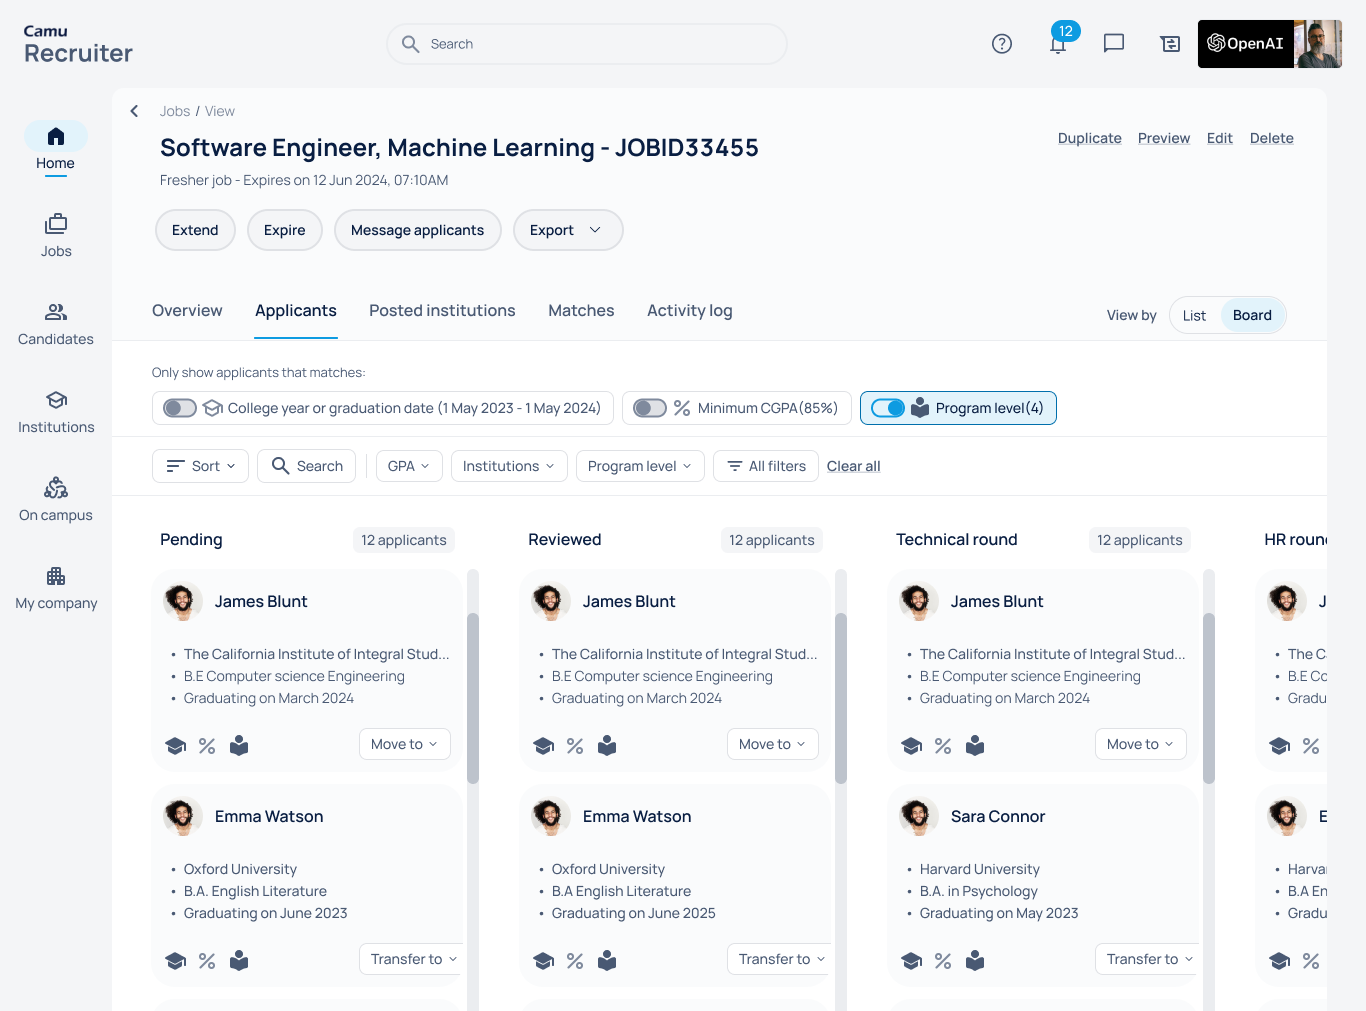 Camu
Recruiter
Search
12
OpenAI
Home
Jobs
Candidates
Institutions
On campus
My company
Jobs / View
Software Engineer, Machine Learning - JOBID33455
Fresher job - Expires on 12 Jun 2024, 07:10AM
Duplicate Preview Edit Delete
Extend Expire Message applicants Export
Overview Applicants Posted institutions Matches Activity log
View by List Board
Only show applicants that matches:
College year or graduation date (1 May 2023 - 1 May 2024) Minimum CGPA(85%) Program level(4)
Sort Search GPA Institutions Program level All filters Clear all
Pending 12 applicants
James Blunt
• The California Institute of Integral Stud...
• B.E Computer science Engineering
• Graduating on March 2024
Move to
Emma Watson
• Oxford University
• B.A. English Literature
• Graduating on June 2023
Transfer to
Reviewed 12 applicants
James Blunt
• The California Institute of Integral Stud...
• B.E Computer science Engineering
• Graduating on March 2024
Move to
Emma Watson
• Oxford University
• B.A English Literature
• Graduating on June 2025
Transfer to
Technical round 12 applicants
James Blunt
• The California Institute of Integral Stud...
• B.E Computer science Engineering
• Graduating on March 2024
Move to
Sara Connor
• Harvard University
• B.A. in Psychology
• Graduating on May 2023
Transfer to
HR roun
J
• The Ca
• B.E Co
• Gradu
E
• Harva
• B.A En
• Gradu